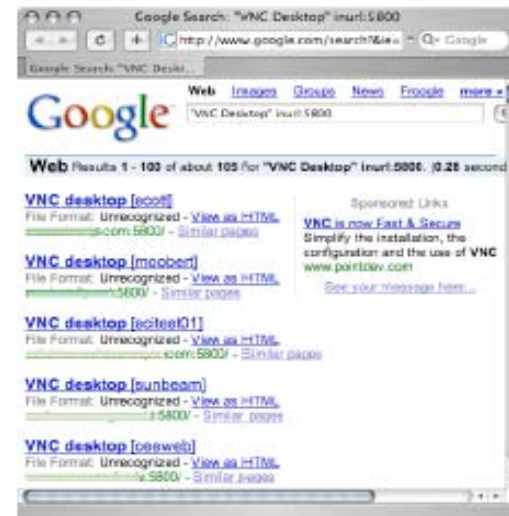 Google Search: "VNC Desktop" inurl:5800
http://www.google.com/search?&ie=
Google
Google Search: "VNC Deskt...
Google
Web Images Groups News Froogle more »
"VNC Desktop" inurl:5800
Web Results 1 - 100 of about 105 for "VNC Desktop" inurl:5800. (0.28 second
VNC desktop [scott]
File Format: Unrecognized - View as HTML
.com:5800/ - Similar pages
VNC desktop [moobert]
File Format: Unrecognized - View as HTML
:5800/ - Similar pages
VNC desktop [scitest01]
File Format: Unrecognized - View as HTML
.com:5800/ - Similar pages
VNC desktop [sunbeam]
File Format: Unrecognized - View as HTML
:5800/ - Similar pages
VNC desktop
File Format: Unrecognized - View as HTML
:5800/ - Similar pages
Sponsored Links
VNC is now Fast & Secure
Simplify the installation, the
configuration and the use of VNC
www.pointdev.com
See your message here...